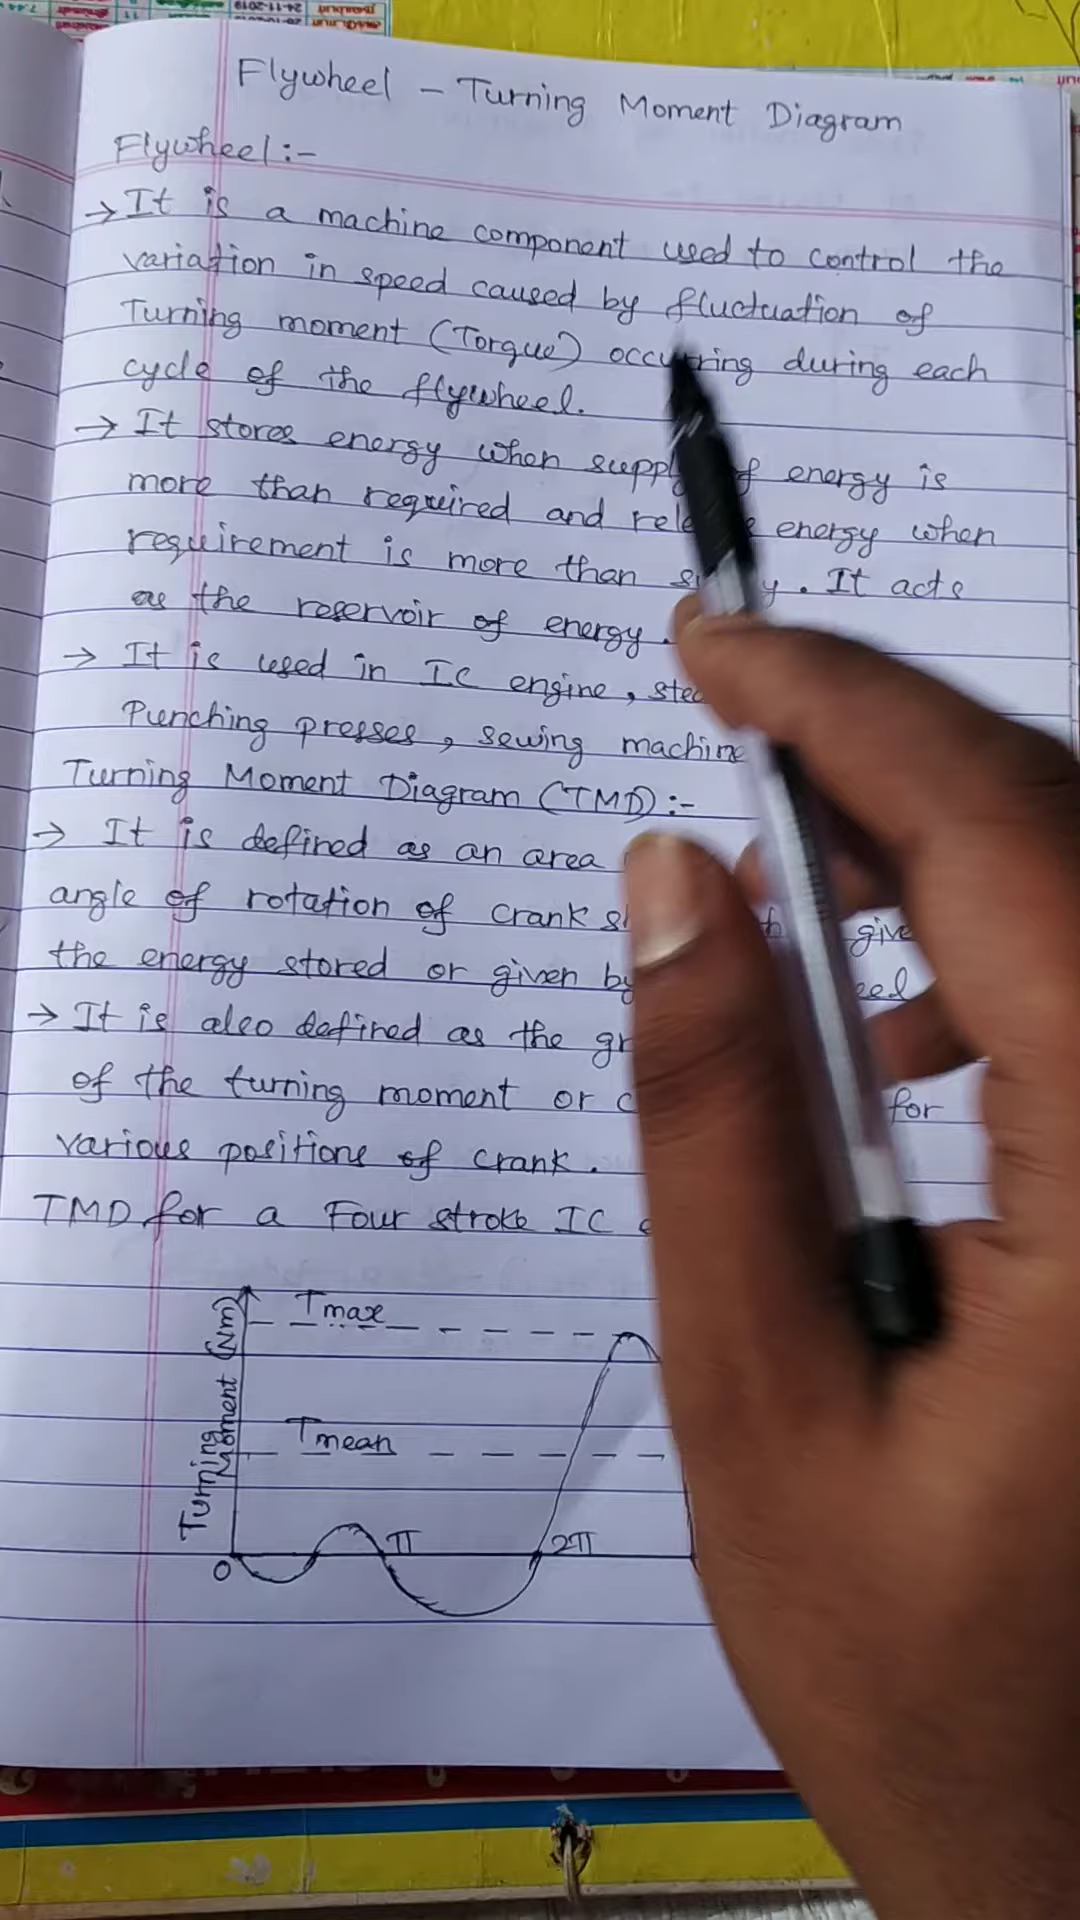 24-11-2019
Flywheel - Turning Moment Diagram
Flywheel :-
→ It is a machine component used to control the
variation in speed caused by fluctuation of
Turning moment (Torque) occurring during each
cycle of the flywheel.
→ It stores energy when supply of energy is
more than required and energy when
requirement is more than . It acts
as the reservoir of energy.
→ It is used in IC engine,
Punching presses, sewing machine
Turning Moment Diagram (TMD) :-
→ It is defined as an area
angle of rotation of crank
the energy stored or given by
→ It is also defined as the
of the turning moment or for
various positions of crank.
TMD for a Four stroke IC
Tmax
Turning Moment (Nm)
Tmean
0
π
2π